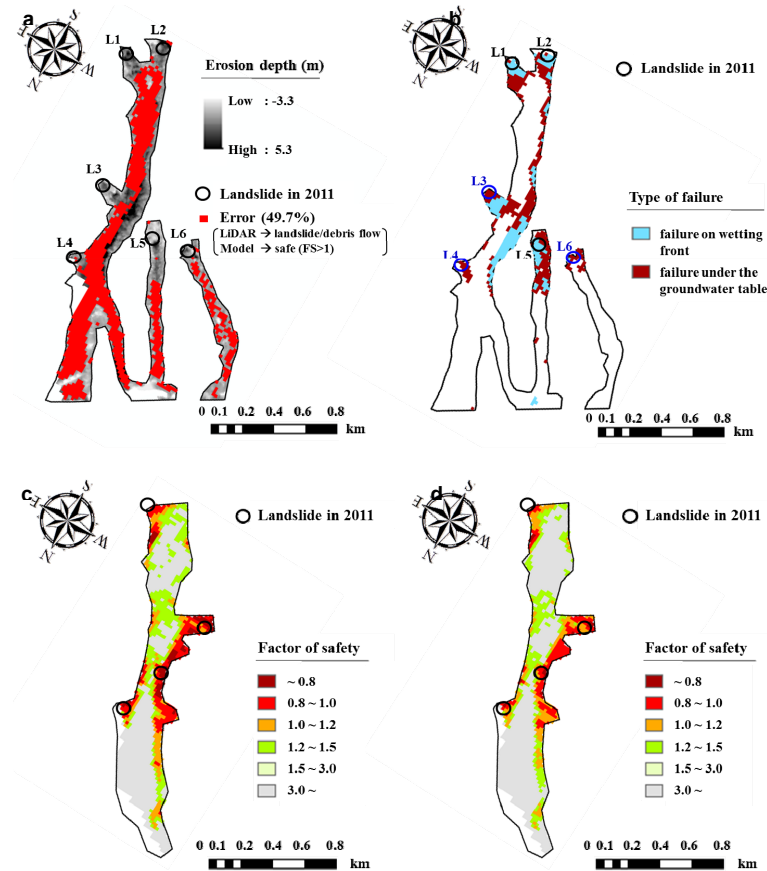 a
S
E
W
N
L1
L2
Erosion depth (m)
Low : -3.3
High : 5.3
L3
Landslide in 2011
Error (49.7%)
LiDAR → landslide/debris flow
Model → safe (FS>1)
L4
L5
L6
0 0.1 0.2 0.4 0.6 0.8
km
b
S
E
W
N
L1
L2
Landslide in 2011
L3
Type of failure
failure on wetting
front
failure under the
groundwater table
L4
L5
L6
0 0.1 0.2 0.4 0.6 0.8
km
c
S
E
W
N
Landslide in 2011
Factor of safety
~ 0.8
0.8 ~ 1.0
1.0 ~ 1.2
1.2 ~ 1.5
1.5 ~ 3.0
3.0 ~
0 0.1 0.2 0.4 0.6 0.8
km
d
S
E
W
N
Landslide in 2011
Factor of safety
~ 0.8
0.8 ~ 1.0
1.0 ~ 1.2
1.2 ~ 1.5
1.5 ~ 3.0
3.0 ~
0 0.1 0.2 0.4 0.6 0.8
km